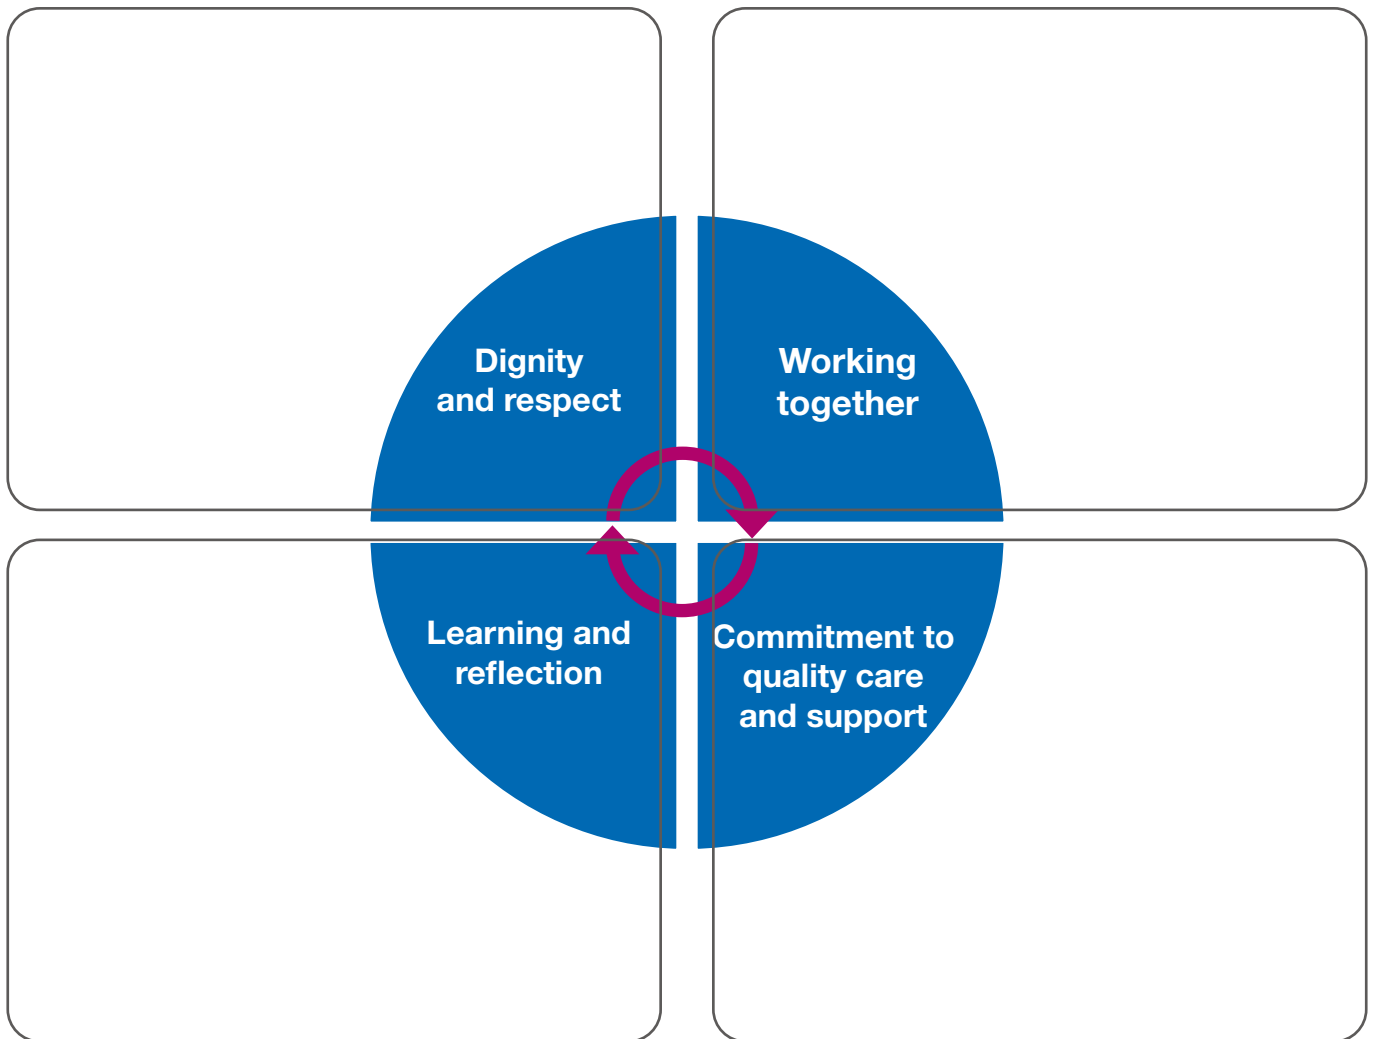 Dignity
and respect
Working
together
Learning and
reflection
Commitment to
quality care
and support